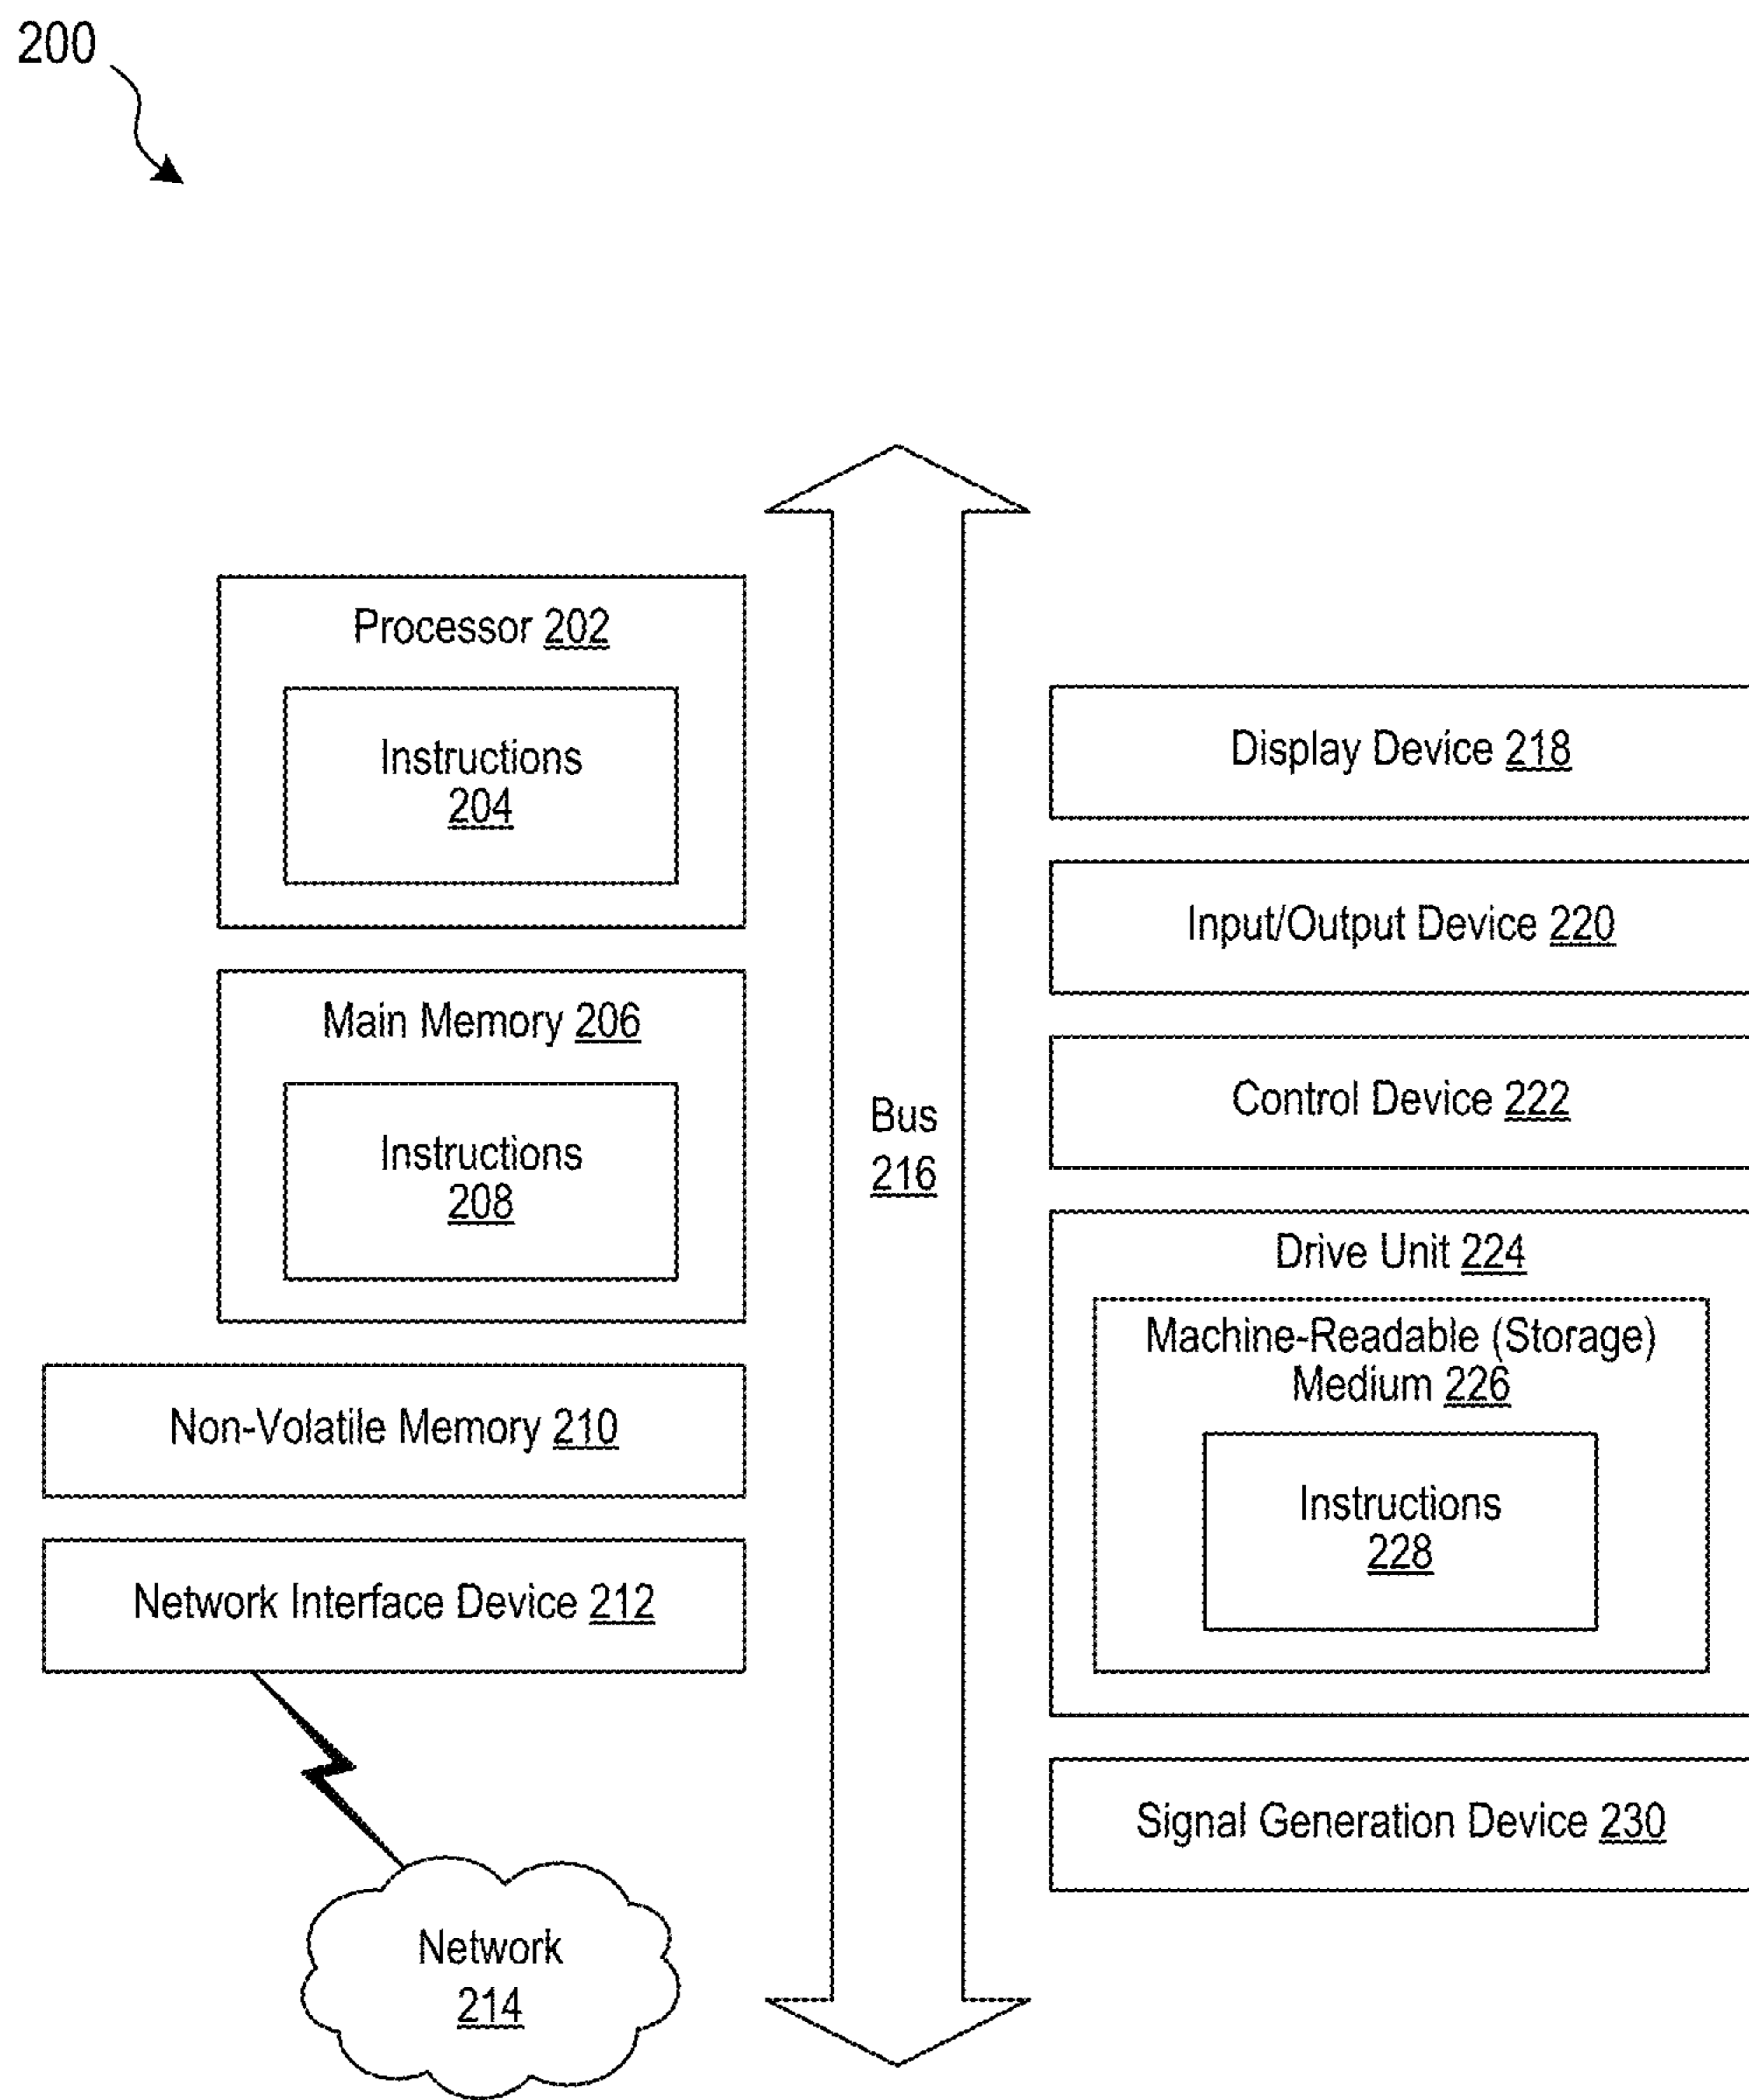 200
Processor 202
Instructions
204
Main Memory 206
Instructions
208
Non-Volatile Memory 210
Network Interface Device 212
Network
214
Bus
216
Display Device 218
Input/Output Device 220
Control Device 222
Drive Unit 224
Machine-Readable (Storage)
Medium 226
Instructions
228
Signal Generation Device 230